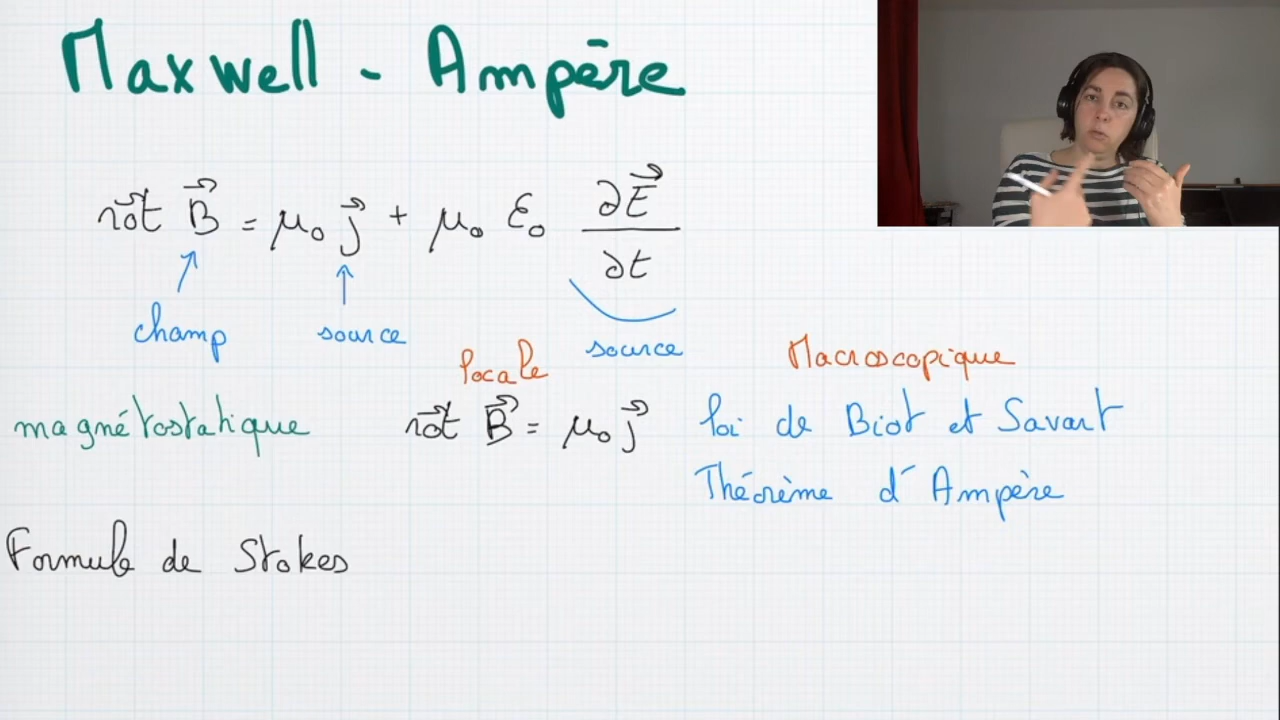 Maxwell - Ampère
rot B⃗ = μ₀ j⃗ + μ₀ ε₀ ∂E⃗/∂t
champ source source
locale Macroscopique
magnétostatique rot B⃗ = μ₀ j⃗ loi de Biot et Savart
Théorème d'Ampère
Formule de Stokes